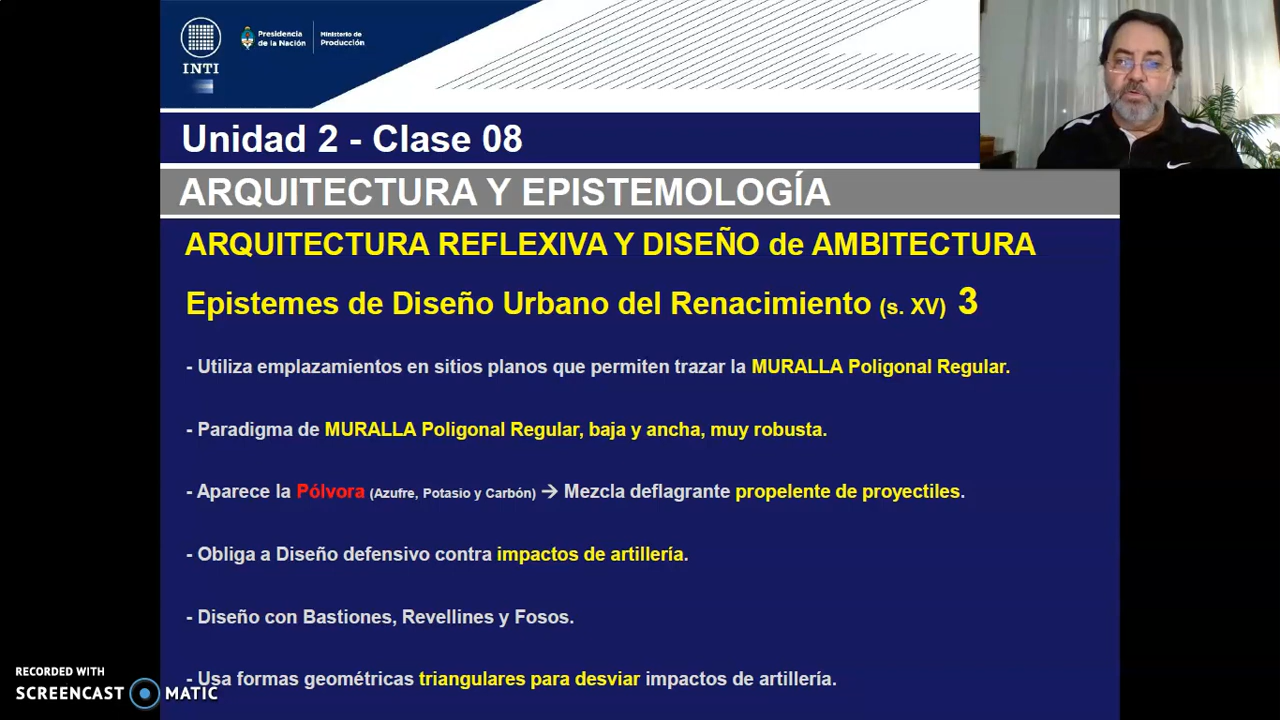 INTI
Presidencia
de la Nación
Ministerio de
Producción
Unidad 2 - Clase 08
ARQUITECTURA Y EPISTEMOLOGÍA
ARQUITECTURA REFLEXIVA Y DISEÑO de AMBITECTURA
Epistemes de Diseño Urbano del Renacimiento (s. XV) 3
- Utiliza emplazamientos en sitios planos que permiten trazar la MURALLA Poligonal Regular.
- Paradigma de MURALLA Poligonal Regular, baja y ancha, muy robusta.
- Aparece la Pólvora (Azufre, Potasio y Carbón) → Mezcla deflagrante propelente de proyectiles.
- Obliga a Diseño defensivo contra impactos de artillería.
- Diseño con Bastiones, Revellines y Fosos.
- Usa formas geométricas triangulares para desviar impactos de artillería.
RECORDED WITH
SCREENCAST MATIC